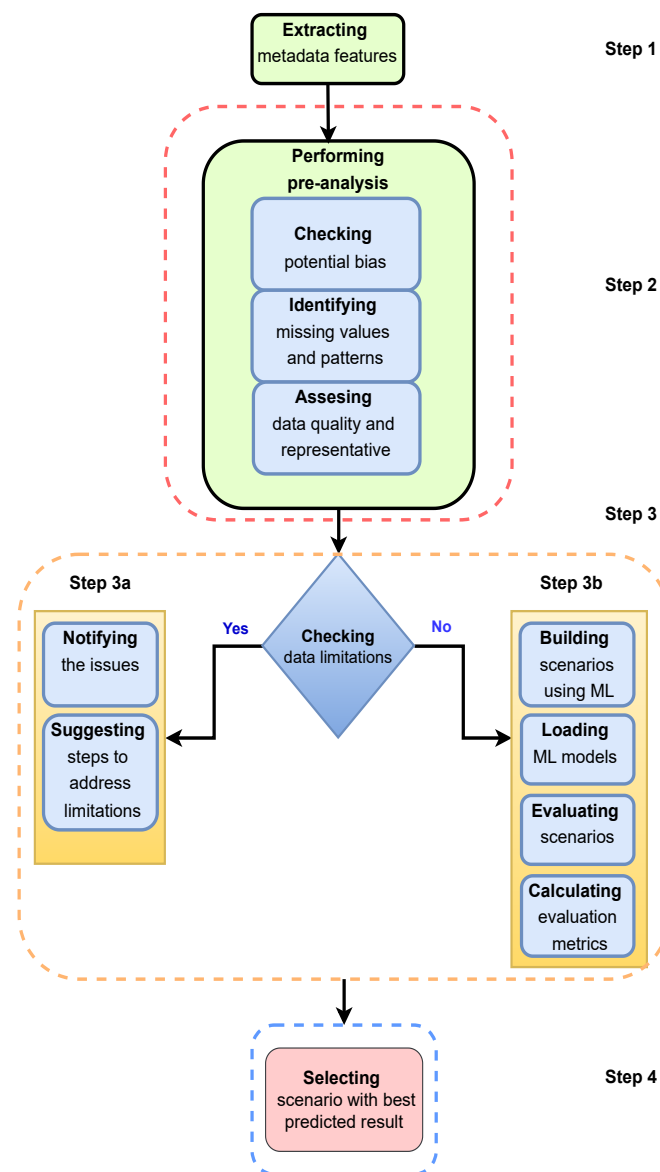 Extracting
metadata features
Step 1
Performing
pre-analysis
Checking
potential bias
Step 2
Identifying
missing values
and patterns
Assesing
data quality and
representative
Step 3
Step 3a
Step 3b
Notifying
the issues
Suggesting
steps to
address
limitations
Yes
Checking
data limitations
No
Building
scenarios
using ML
Loading
ML models
Evaluating
scenarios
Calculating
evaluation
metrics
Selecting
scenario with best
predicted result
Step 4